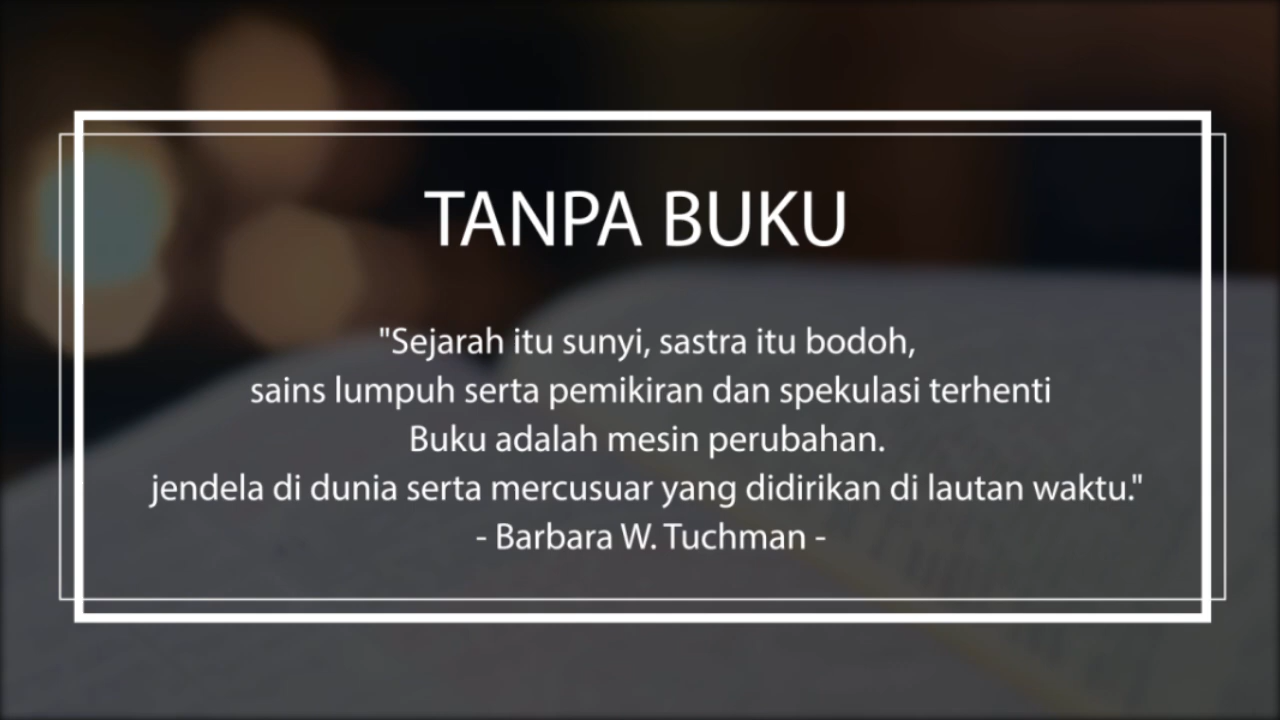 TANPA BUKU
"Sejarah itu sunyi, sastra itu bodoh,
sains lumpuh serta pemikiran dan spekulasi terhenti
Buku adalah mesin perubahan.
jendela di dunia serta mercusuar yang didirikan di lautan waktu."
- Barbara W. Tuchman -